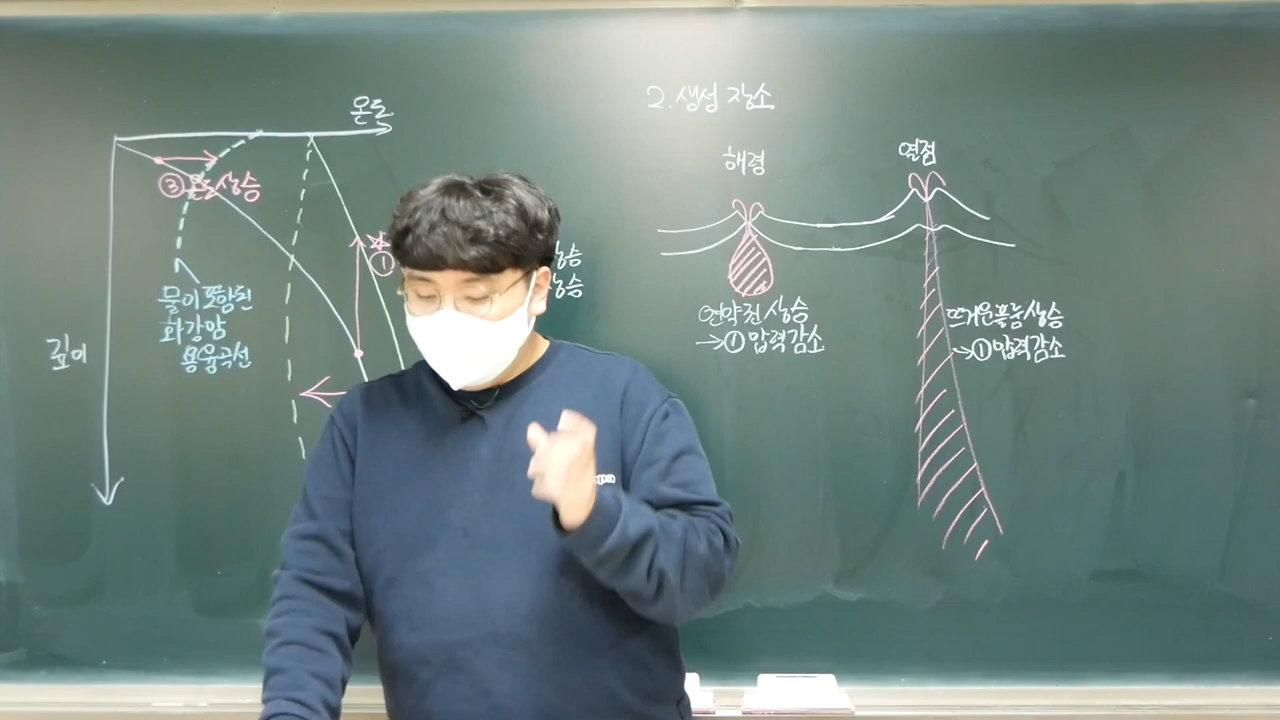 온도
③ 온도상승
①
상승
상승
물이 포함된
화강암
용융곡선
깊이
2. 생성 장소
해령
열점
연약권 상승
→① 압력감소
뜨거운 플룸 상승
→① 압력감소